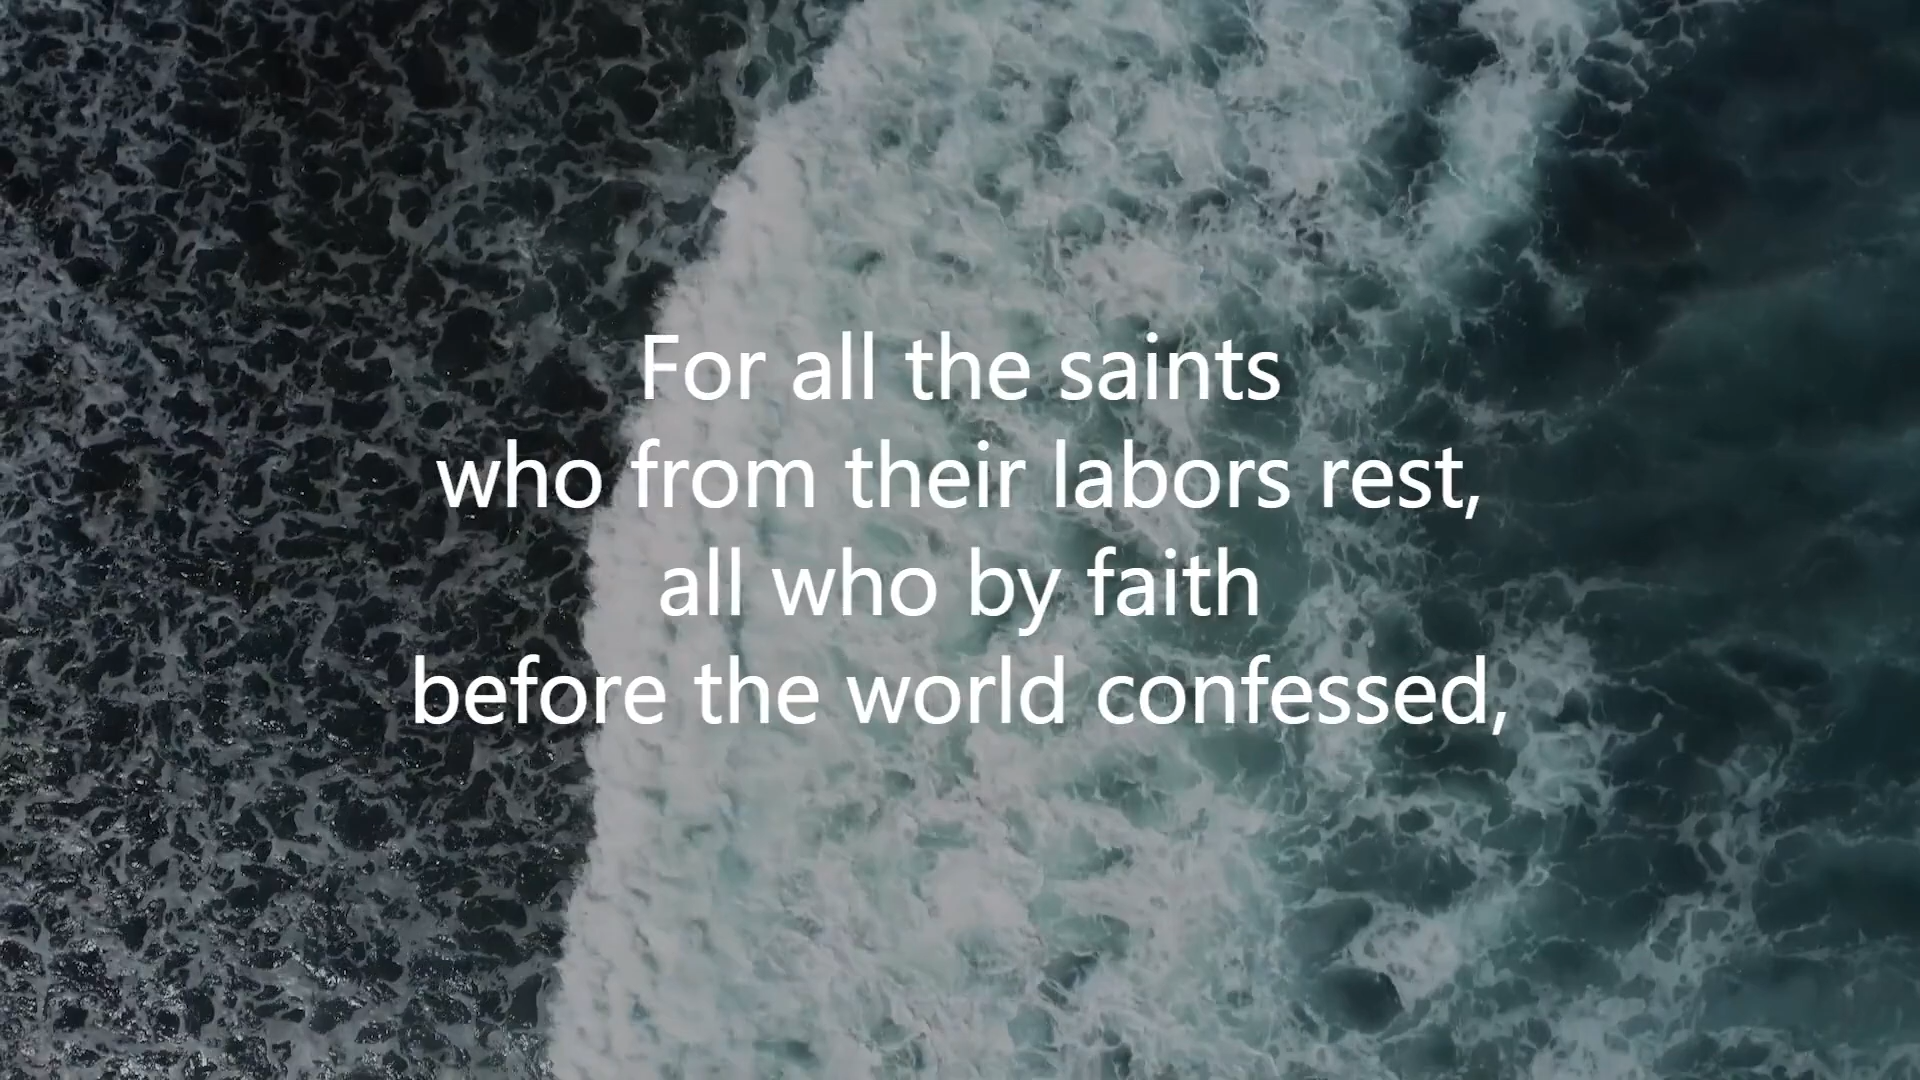 For all the saints
who from their labors rest,
all who by faith
before the world confessed,